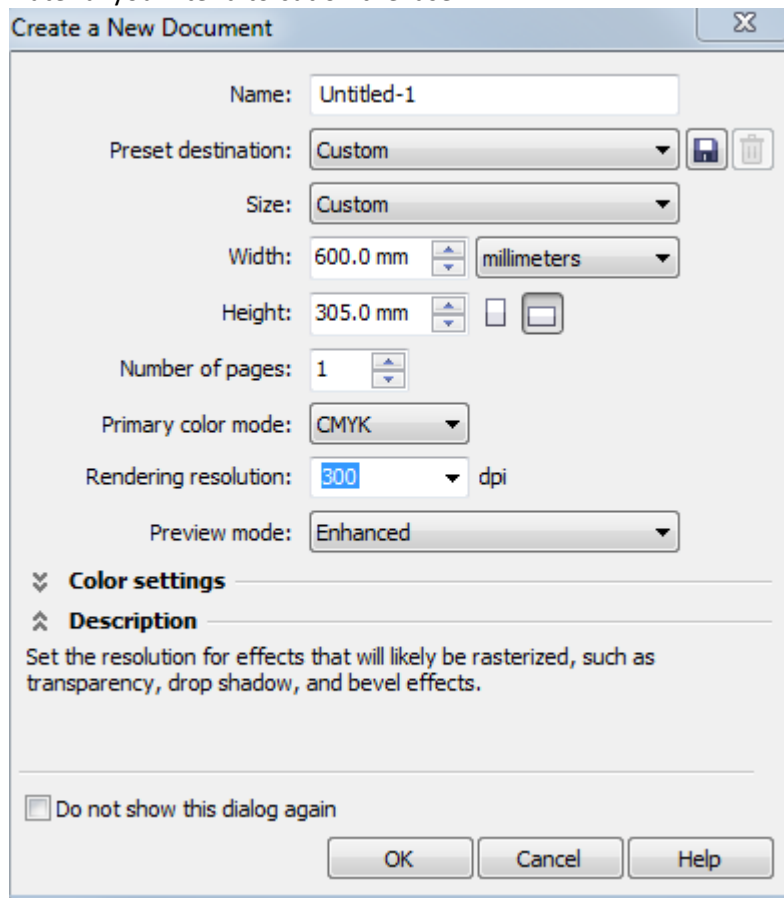 Create a New Document
Name: Untitled-1
Preset destination: Custom
Size: Custom
Width: 600.0 mm millimeters
Height: 305.0 mm
Number of pages: 1
Primary color mode: CMYK
Rendering resolution: 300 dpi
Preview mode: Enhanced
Color settings
Description
Set the resolution for effects that will likely be rasterized, such as
transparency, drop shadow, and bevel effects.
Do not show this dialog again
OK Cancel Help